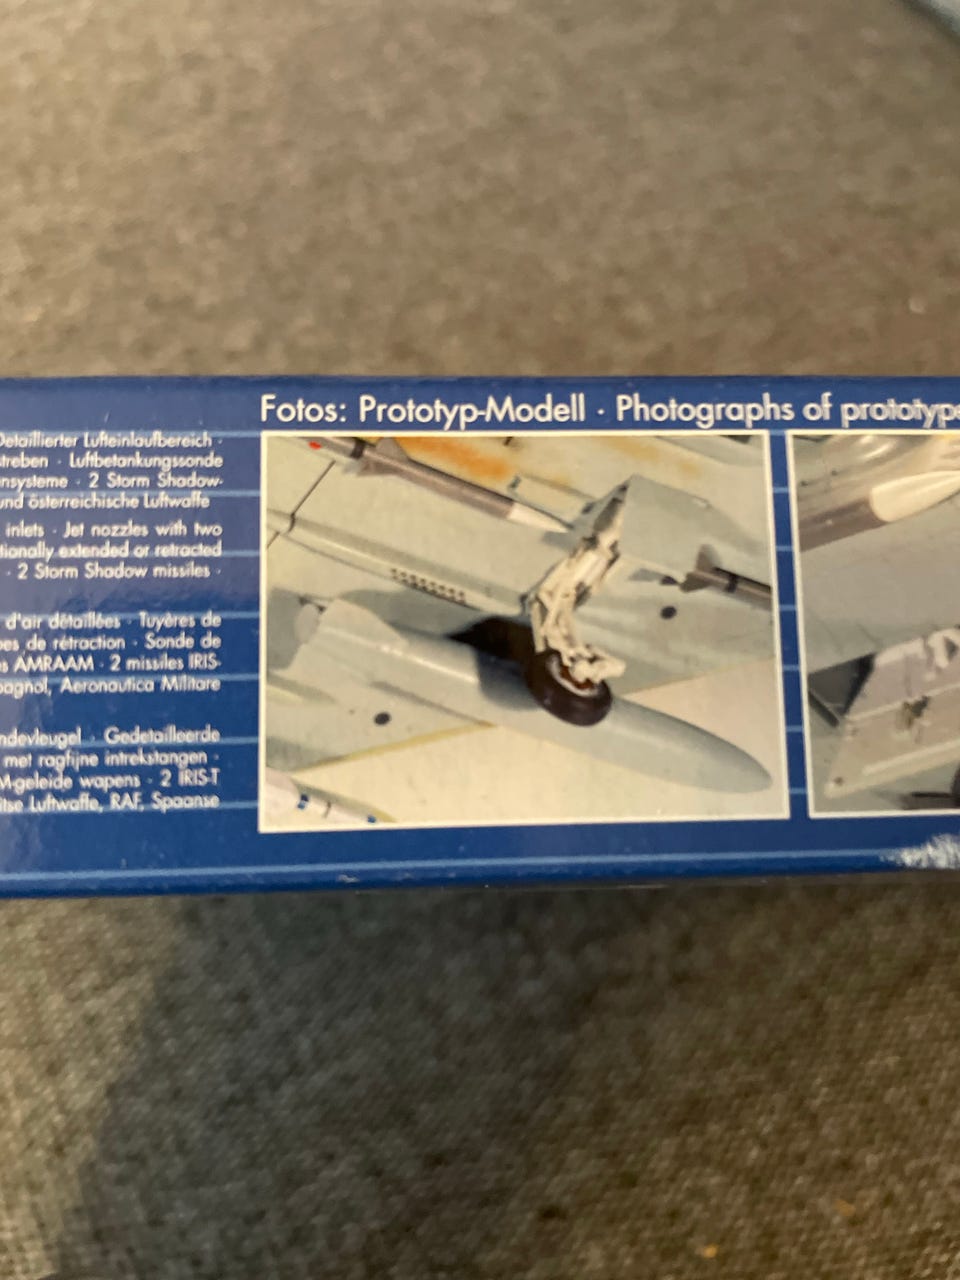 Fotos: Prototyp-Modell · Photographs of prototype
Detaillierter Lufteinlaufbereich ·
treben · Luftbetankungssonde
nsysteme · 2 Storm Shadow-
und österreichische Luftwaffe
inlets · Jet nozzles with two
tionally extended or retracted
· 2 Storm Shadow missiles ·
d'air détaillées · Tuyères de
pes de rétraction · Sonde de
s AMRAAM · 2 missiles IRIS-
pagnol, Aeronautica Militare
ndevleugel · Gedetailleerde
met ragfijne intrekstangen ·
M-geleide wapens · 2 IRIS-T
itse Luftwaffe, RAF, Spaanse